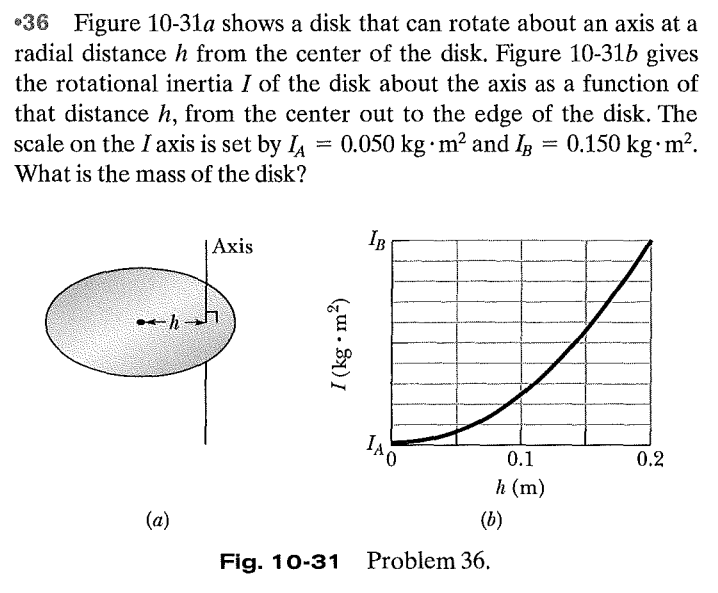 •36 Figure 10-31a shows a disk that can rotate about an axis at a
radial distance h from the center of the disk. Figure 10-31b gives
the rotational inertia I of the disk about the axis as a function of
that distance h, from the center out to the edge of the disk. The
scale on the I axis is set by I_A = 0.050 kg·m² and I_B = 0.150 kg·m².
What is the mass of the disk?
Axis
h
(a)
I_B
I (kg · m²)
I_A
0 0.1 0.2
h (m)
(b)
Fig. 10-31 Problem 36.